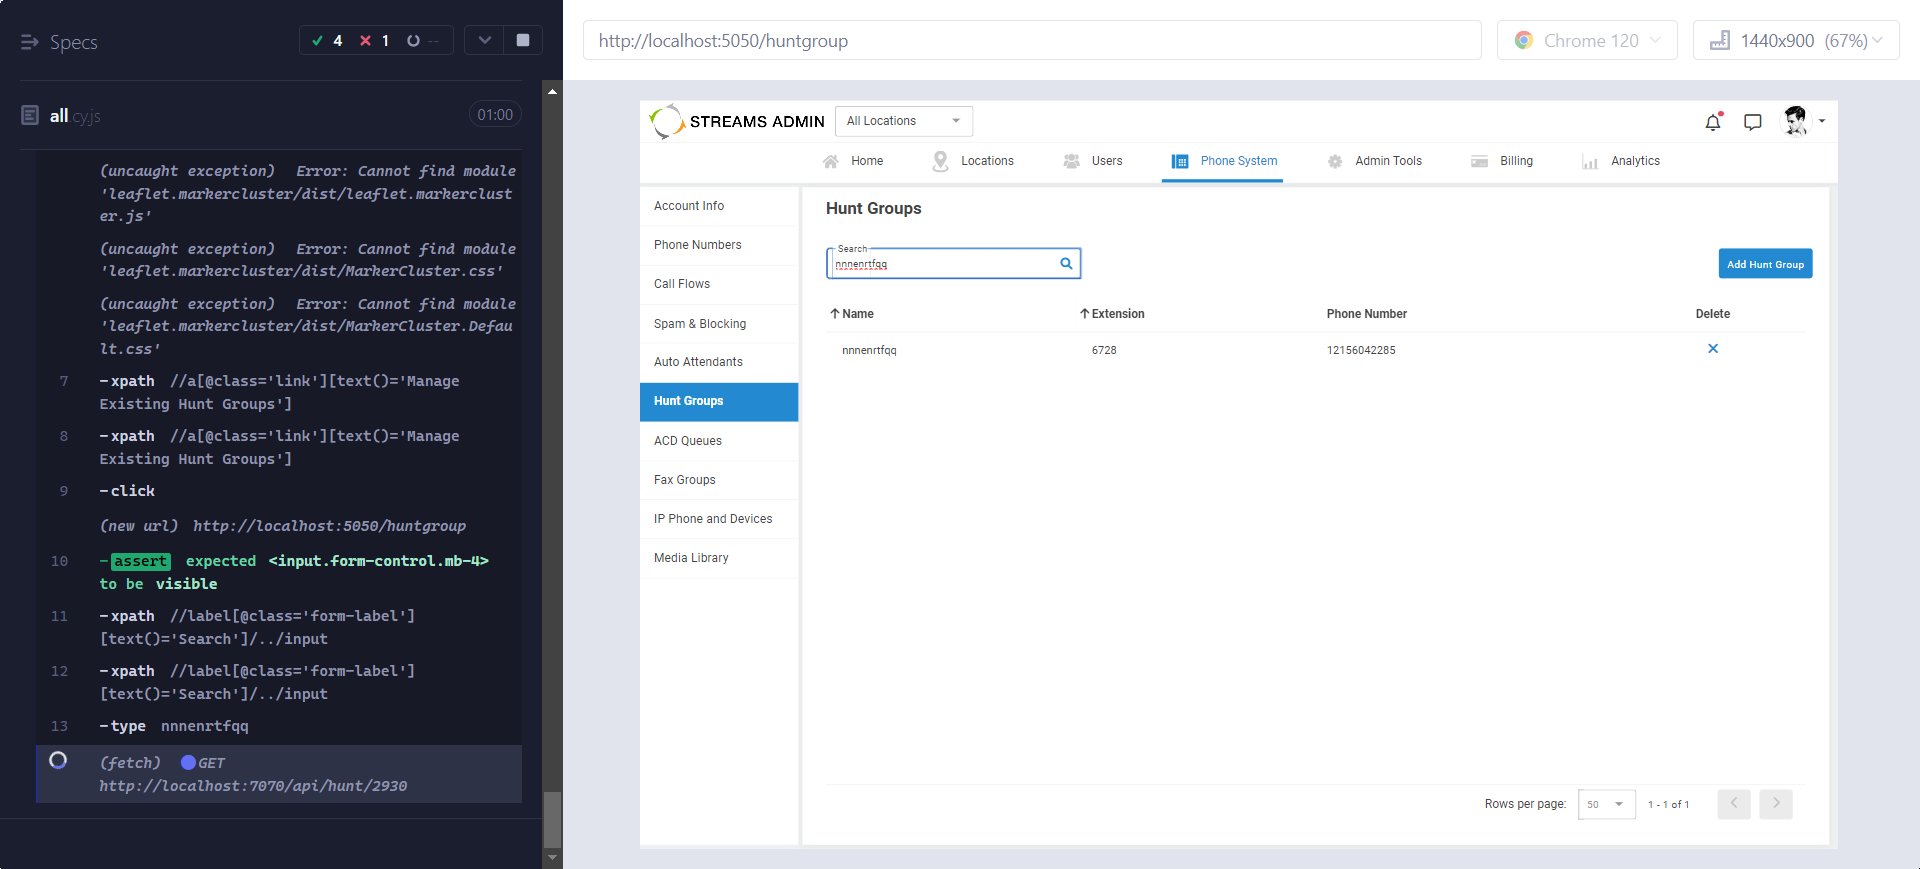 Specs
4 1 --
http://localhost:5050/huntgroup
Chrome 120
1440x900 (67%)
all.cy.js
01:00
(uncaught exception) Error: Cannot find module
'leaflet.markercluster/dist/leaflet.markerclust
er.js'
(uncaught exception) Error: Cannot find module
'leaflet.markercluster/dist/MarkerCluster.css'
(uncaught exception) Error: Cannot find module
'leaflet.markercluster/dist/MarkerCluster.Defau
lt.css'
7 -xpath //a[@class='link'][text()='Manage
Existing Hunt Groups']
8 -xpath //a[@class='link'][text()='Manage
Existing Hunt Groups']
9 -click
(new url) http://localhost:5050/huntgroup
10 -assert expected <input.form-control.mb-4>
to be visible
11 -xpath //label[@class='form-label']
[text()='Search']/../input
12 -xpath //label[@class='form-label']
[text()='Search']/../input
13 -type nnnenrtfqq
(fetch) GET
http://localhost:7070/api/hunt/2930
STREAMS ADMIN
All Locations
Home
Locations
Users
Phone System
Admin Tools
Billing
Analytics
Account Info
Phone Numbers
Call Flows
Spam & Blocking
Auto Attendants
Hunt Groups
ACD Queues
Fax Groups
IP Phone and Devices
Media Library
Hunt Groups
Search
nnnenrtfqq
Add Hunt Group
Name Extension Phone Number Delete
nnnenrtfqq 6728 12156042285
Rows per page: 50 1 - 1 of 1